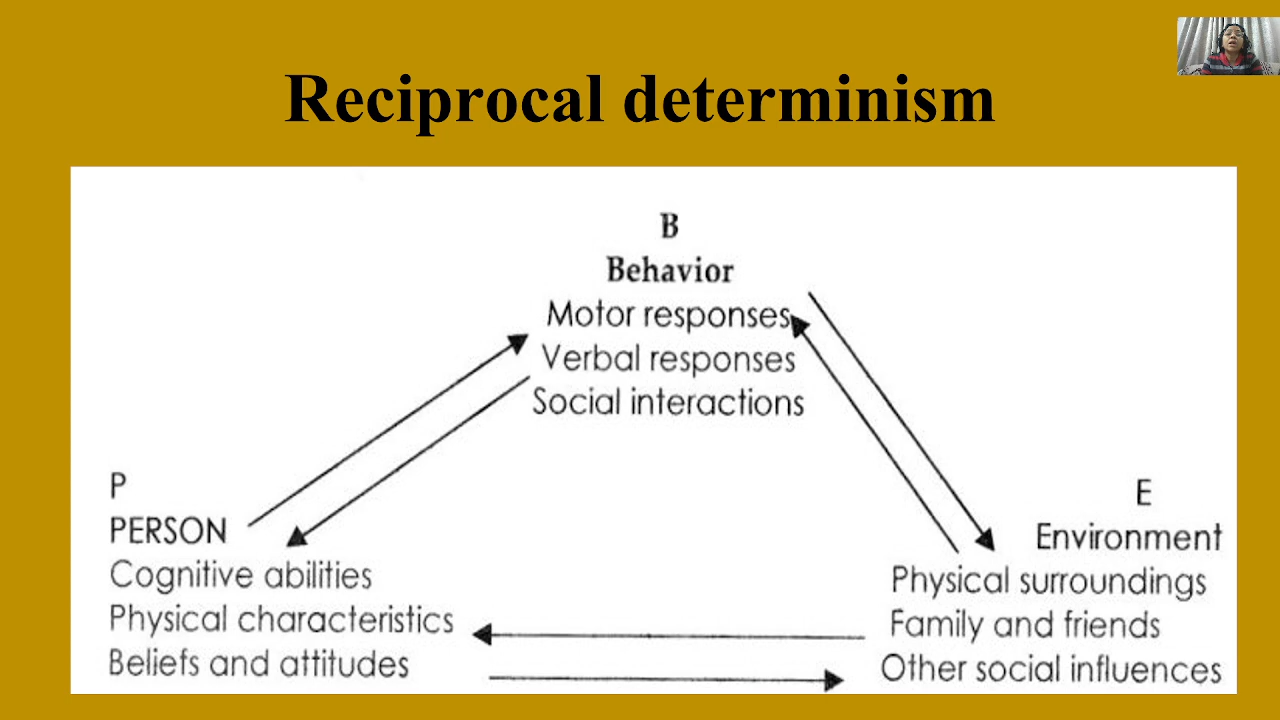 Reciprocal determinism
B
Behavior
Motor responses
Verbal responses
Social interactions
P
PERSON
Cognitive abilities
Physical characteristics
Beliefs and attitudes
E
Environment
Physical surroundings
Family and friends
Other social influences